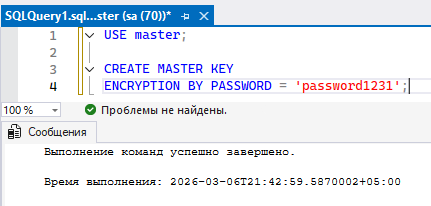 SQLQuery1.sql...ster (sa (70))*
1 USE master;
2
3 CREATE MASTER KEY
4 ENCRYPTION BY PASSWORD = 'password1231';
100 %
Проблемы не найдены.
Сообщения
Выполнение команд успешно завершено.
Время выполнения: 2026-03-06T21:42:59.5870002+05:00